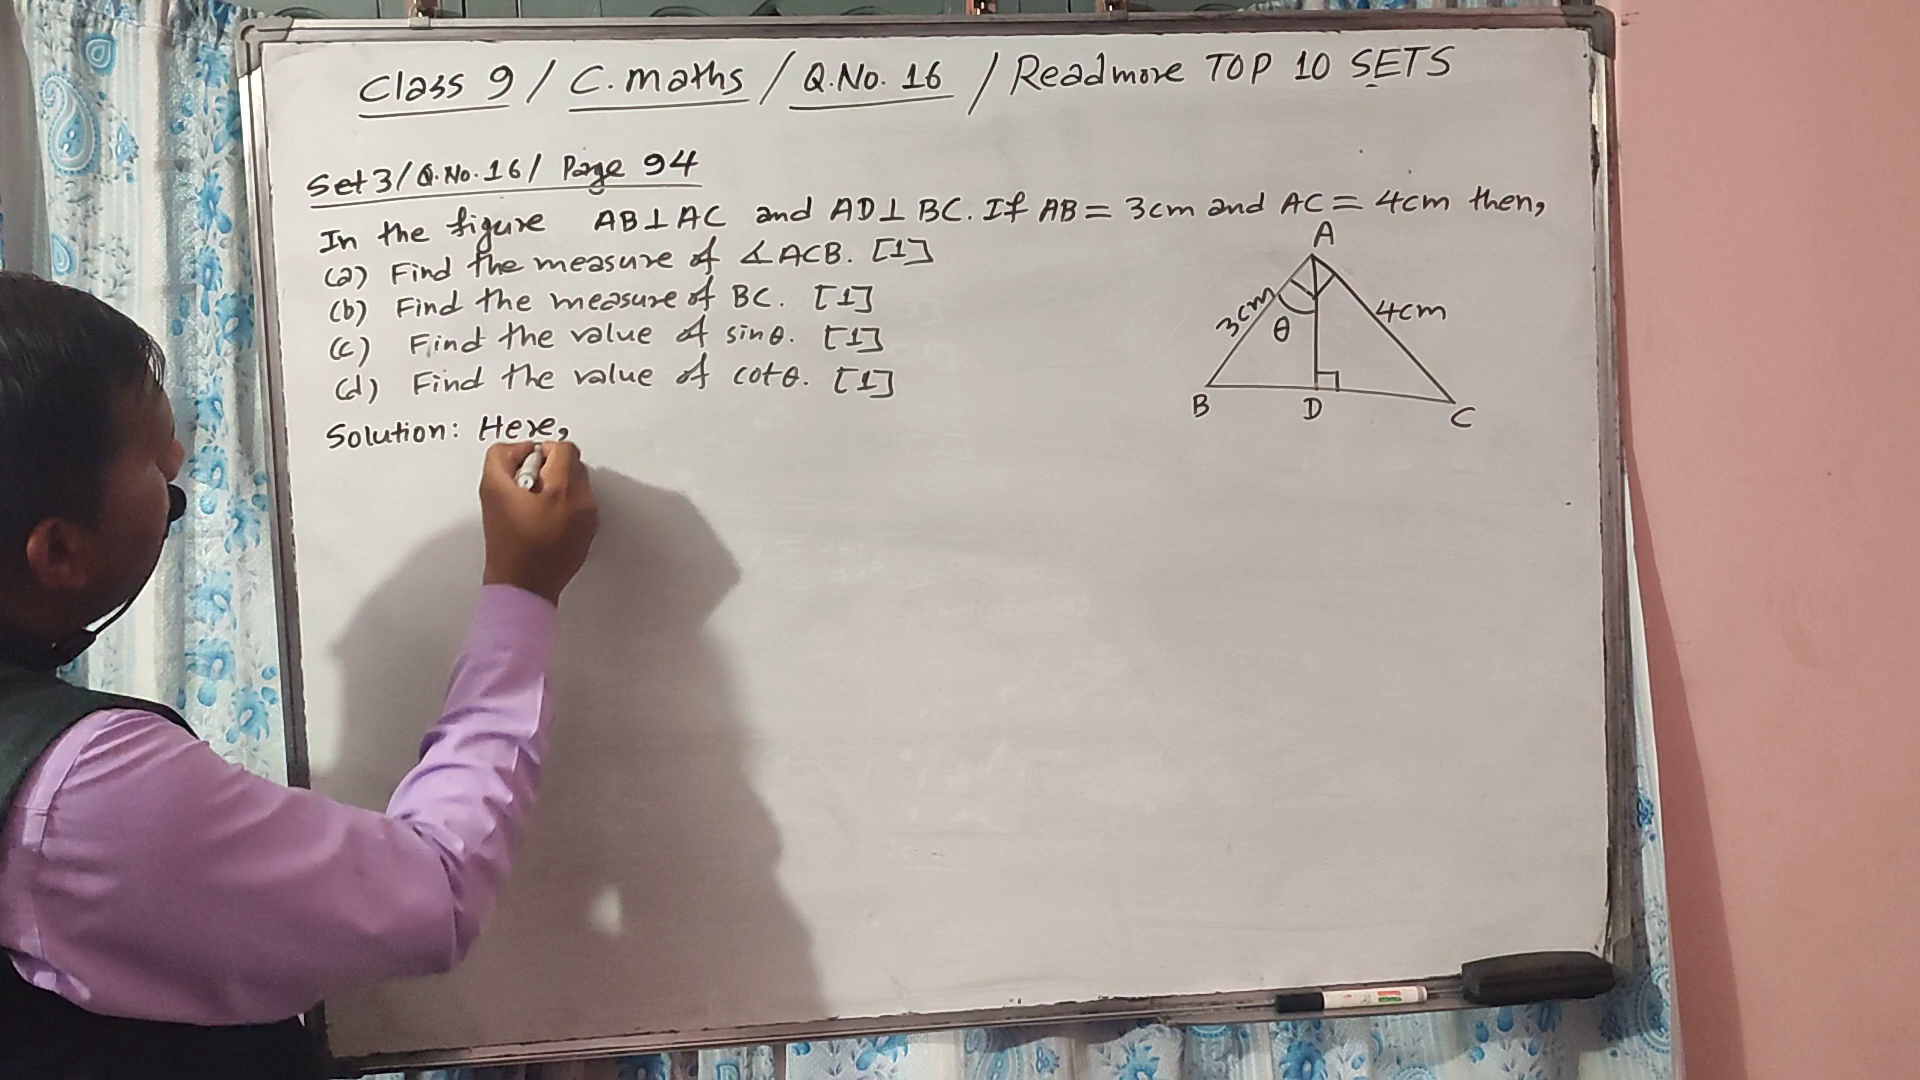 Class 9 / C. maths / Q.No. 16 / Readmore TOP 10 SETS
Set 3/Q.No.16/ Page 94
In the figure AB⊥AC and AD⊥BC. If AB = 3cm and AC = 4cm then,
(a) Find the measure of ∡ACB. [1]
(b) Find the measure of BC. [1]
(c) Find the value of sinθ. [1]
(d) Find the value of cotθ. [1]
A
3cm
θ
4cm
B
D
C
Solution: Here,